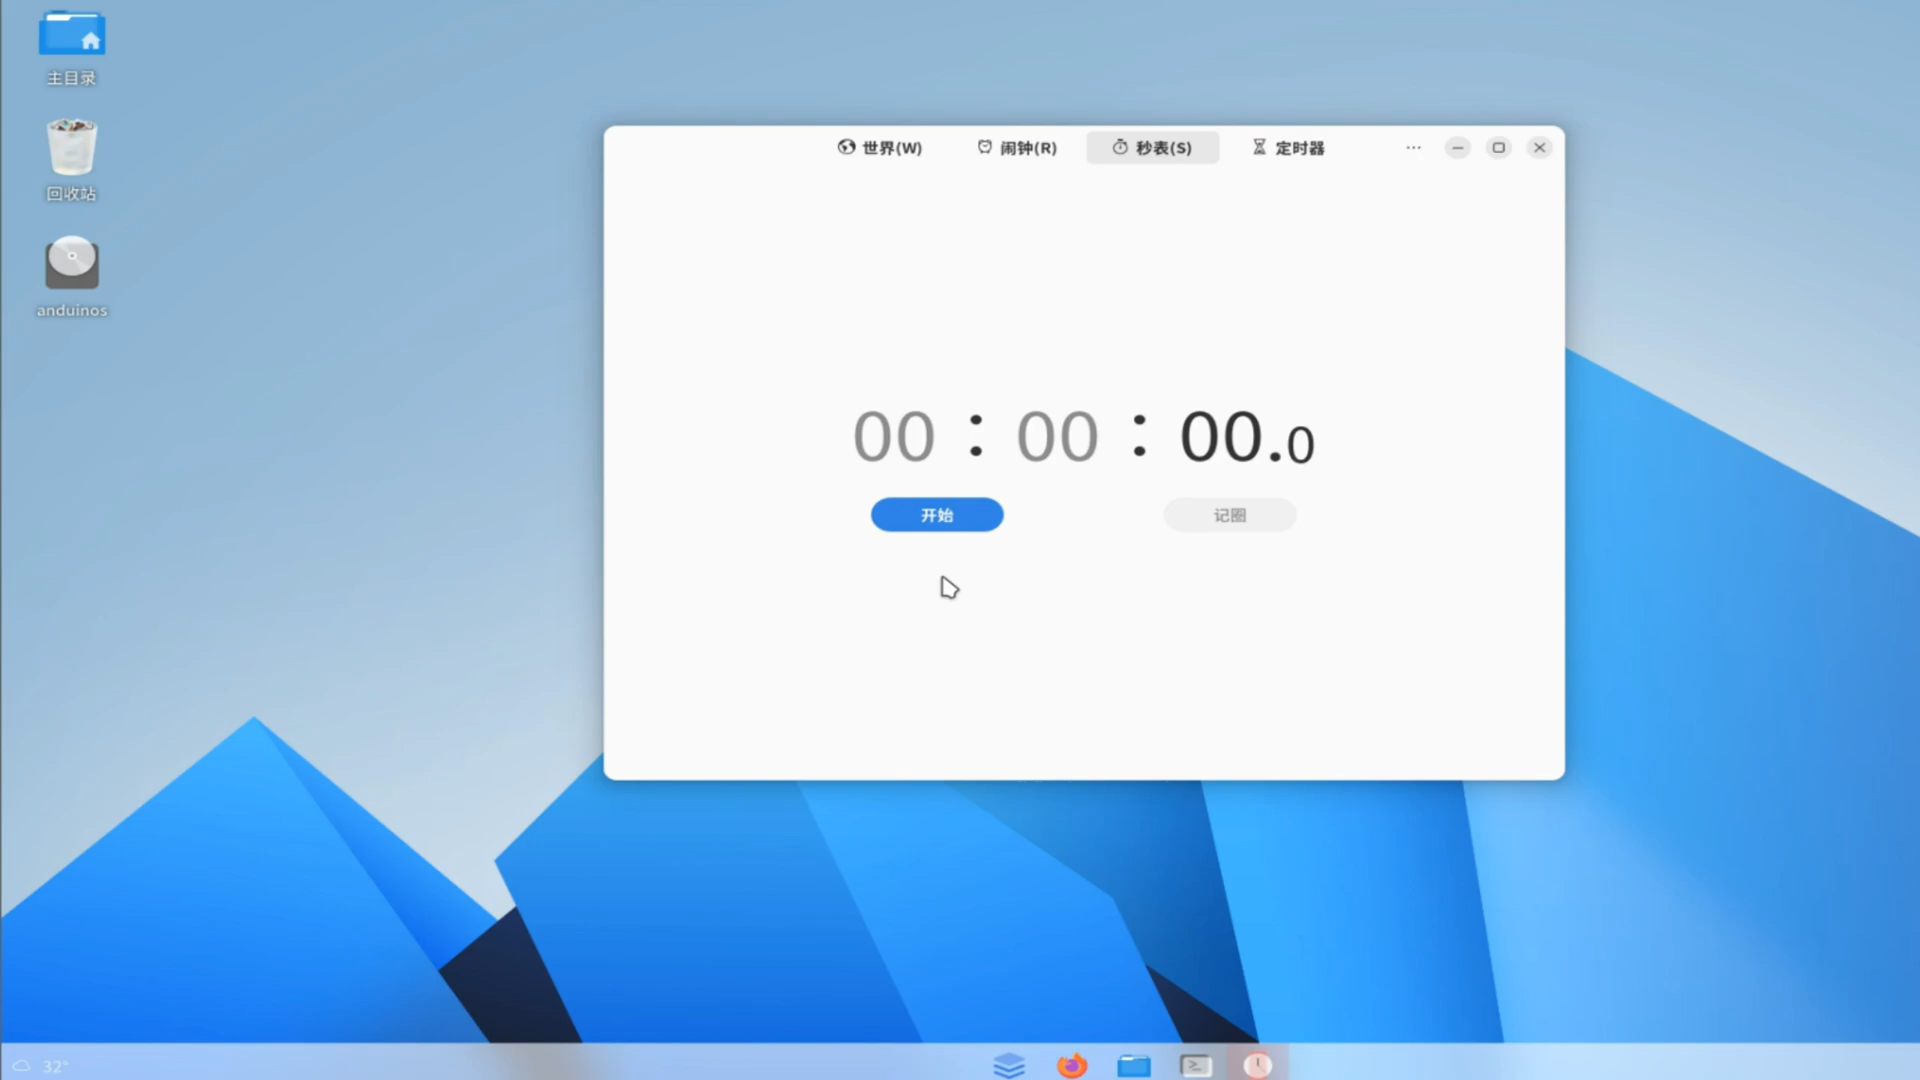 主目录
回收站
anduinos
世界(W) 闹钟(R) 秒表(S) 定时器
00 : 00 : 00.0
开始 记圈
32°